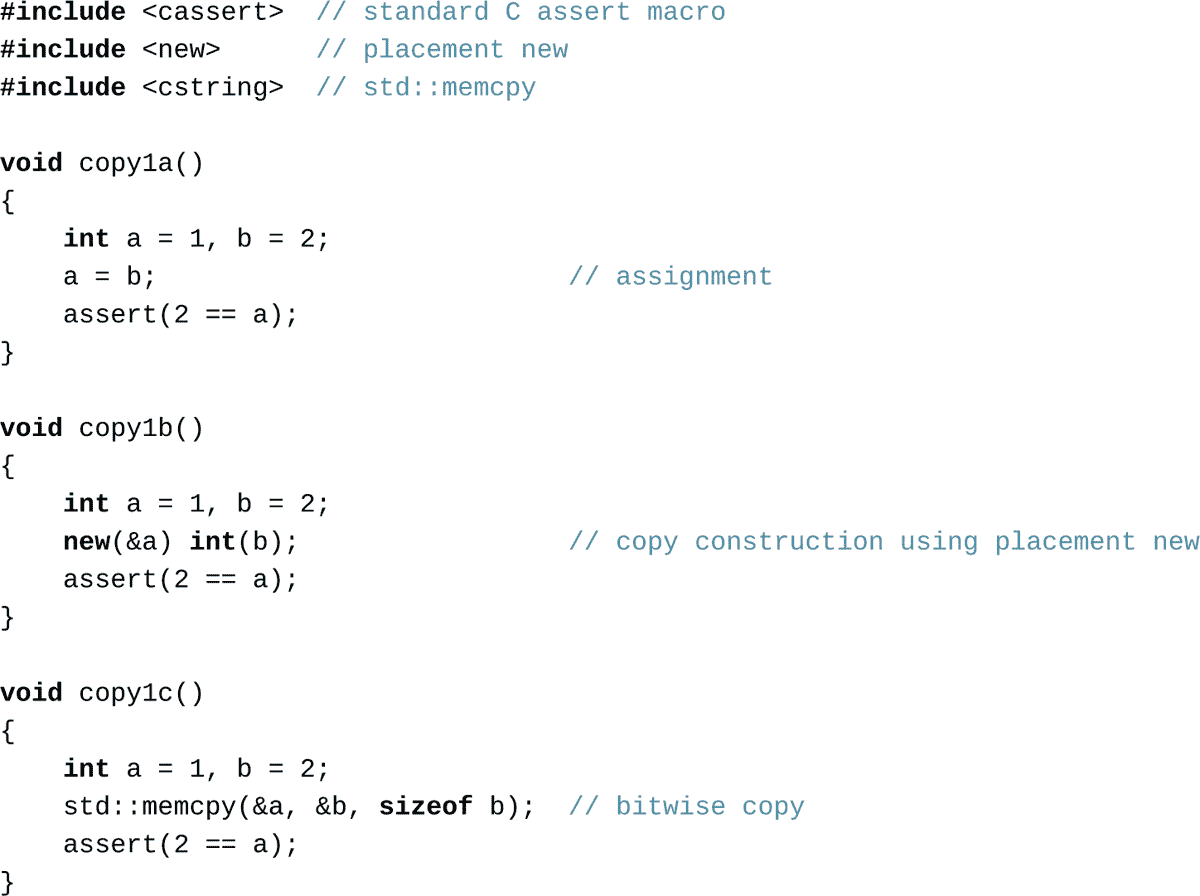 #include <cassert>  // standard C assert macro
#include <new>      // placement new
#include <cstring>  // std::memcpy

void copy1a()
{
    int a = 1, b = 2;
    a = b;                          // assignment
    assert(2 == a);
}

void copy1b()
{
    int a = 1, b = 2;
    new(&a) int(b);                 // copy construction using placement new
    assert(2 == a);
}

void copy1c()
{
    int a = 1, b = 2;
    std::memcpy(&a, &b, sizeof b);  // bitwise copy
    assert(2 == a);
}